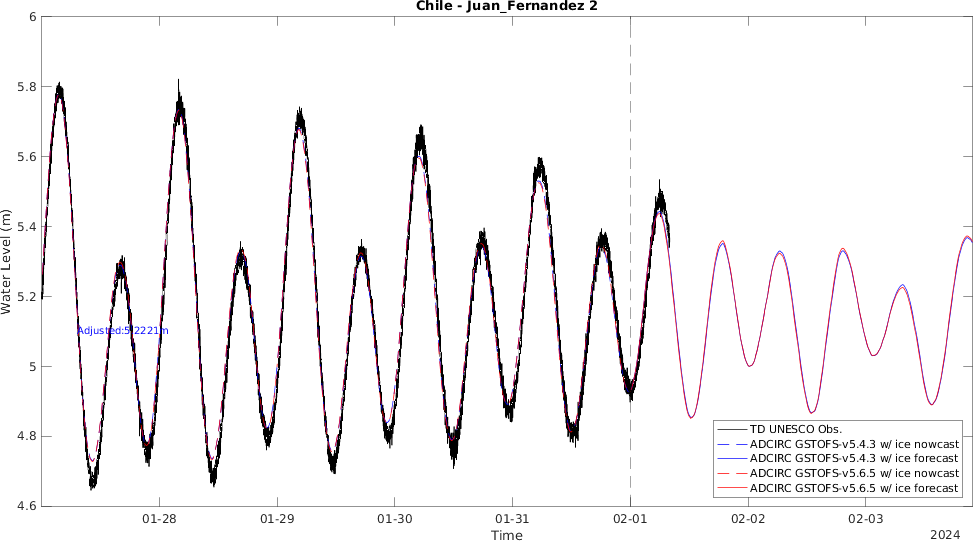 Chile - Juan_Fernandez 2
6
5.8
5.6
5.4
5.2
5
4.8
4.6
Water Level (m)
Adjusted:5.2221m
01-28
01-29
01-30
01-31
02-01
02-02
02-03
Time
2024
TD UNESCO Obs.
ADCIRC GSTOFS-v5.4.3 w/ ice nowcast
ADCIRC GSTOFS-v5.4.3 w/ ice forecast
ADCIRC GSTOFS-v5.6.5 w/ ice nowcast
ADCIRC GSTOFS-v5.6.5 w/ ice forecast